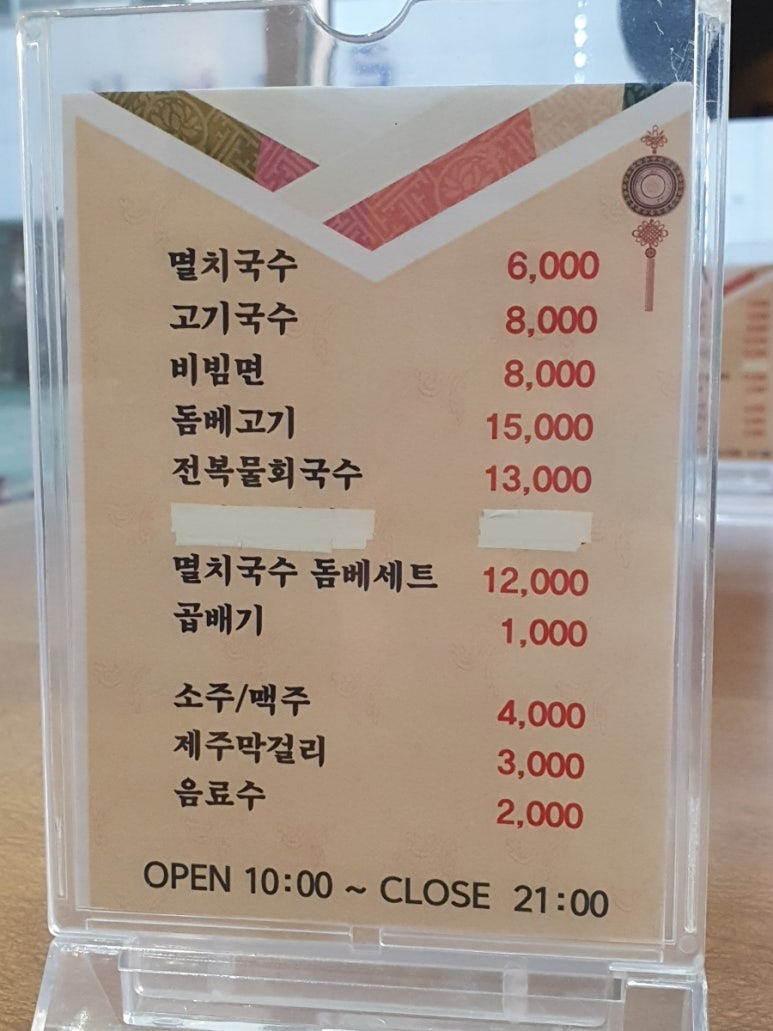 멸치국수 6,000
고기국수 8,000
비빔면 8,000
돔베고기 15,000
전복물회국수 13,000
멸치국수 돔베세트 12,000
곱배기 1,000
소주/맥주 4,000
제주막걸리 3,000
음료수 2,000
OPEN 10:00 ~ CLOSE 21:00